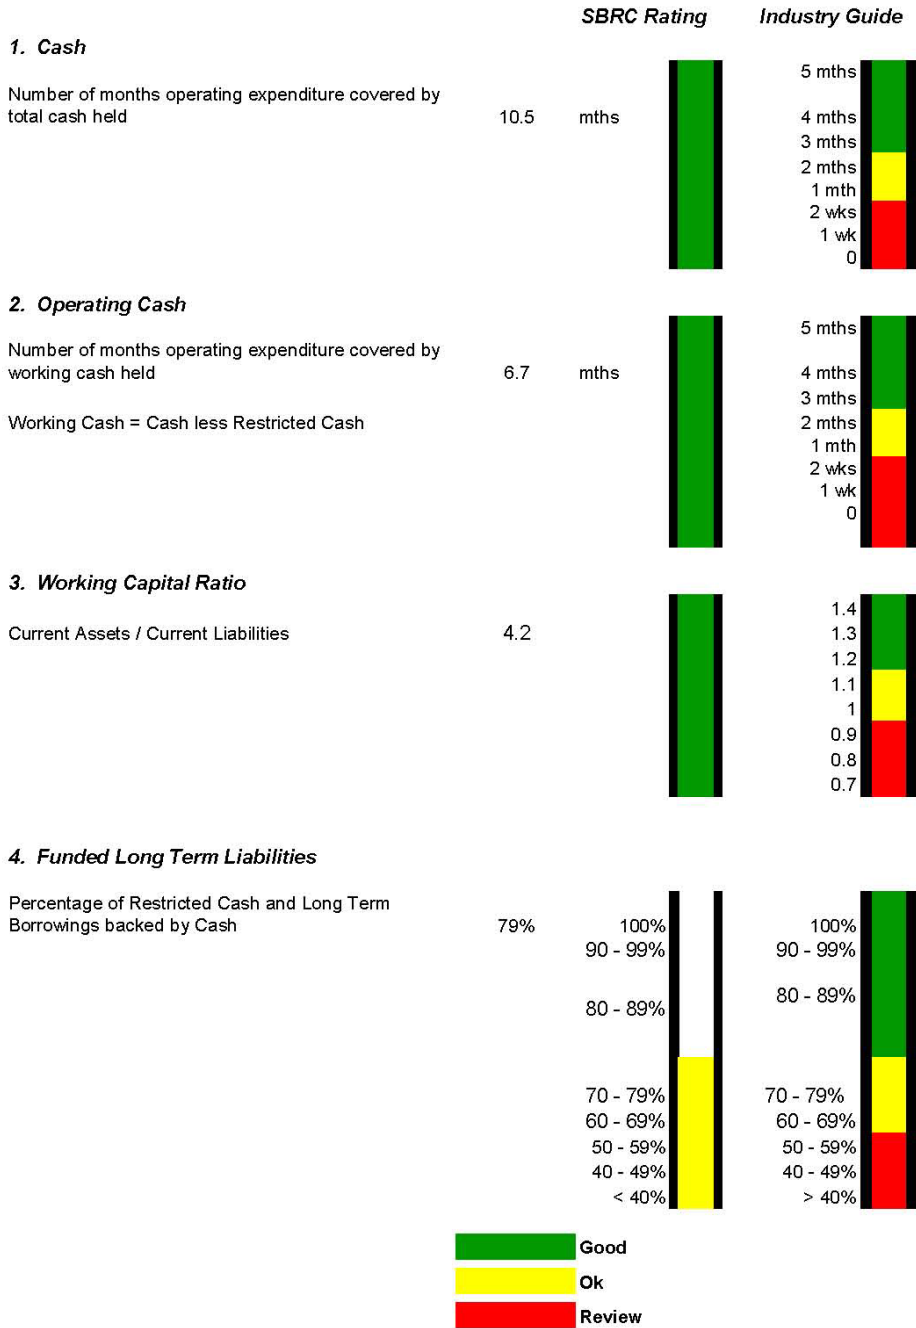 SBRC Rating Industry Guide
1. Cash
5 mths
Number of months operating expenditure covered by
total cash held 10.5 mths 4 mths
3 mths
2 mths
1 mth
2 wks
1 wk
0
2. Operating Cash
5 mths
Number of months operating expenditure covered by
working cash held 6.7 mths 4 mths
3 mths
Working Cash = Cash less Restricted Cash 2 mths
1 mth
2 wks
1 wk
0
3. Working Capital Ratio
1.4
Current Assets / Current Liabilities 4.2 1.3
1.2
1.1
1
0.9
0.8
0.7
4. Funded Long Term Liabilities
Percentage of Restricted Cash and Long Term
Borrowings backed by Cash 79% 100% 100%
90 - 99% 90 - 99%
80 - 89% 80 - 89%
70 - 79% 70 - 79%
60 - 69% 60 - 69%
50 - 59% 50 - 59%
40 - 49% 40 - 49%
< 40% > 40%
Good
Ok
Review